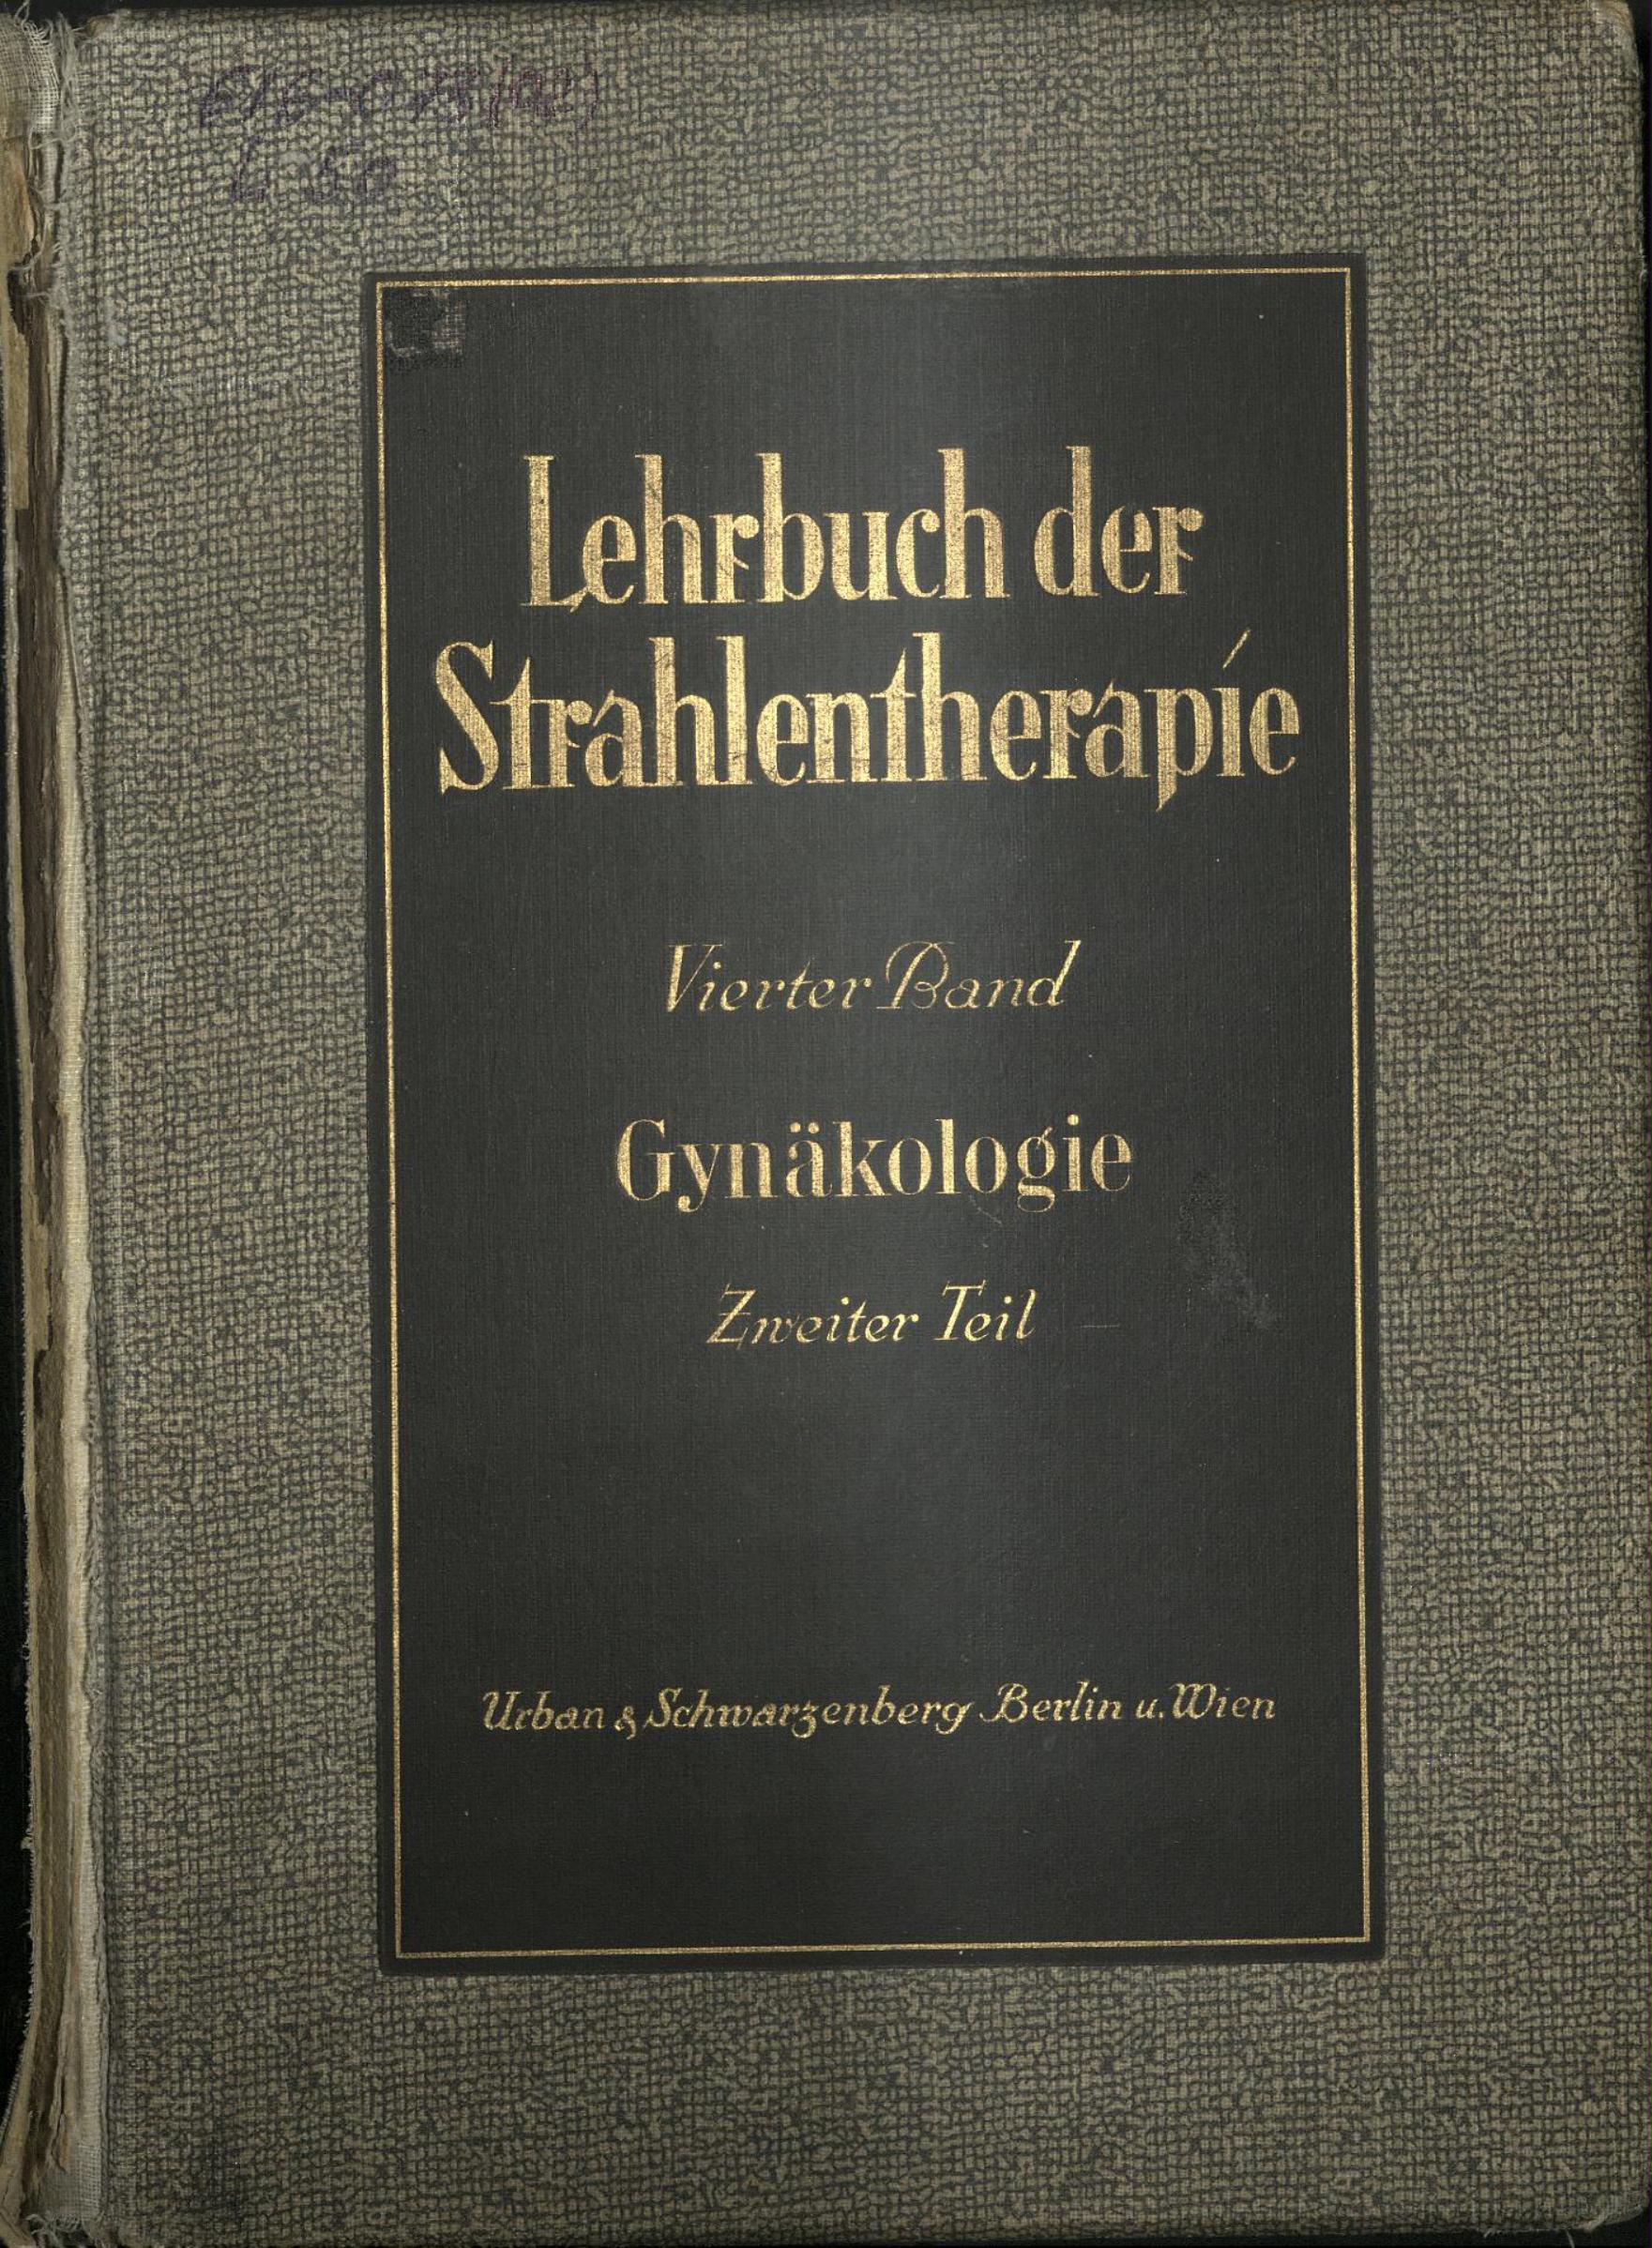 Lehrbuch der
Strahlentherapie
Vierter Band
Gynäkologie
Zweiter Teil
Urban & Schwarzenberg Berlin u. Wien